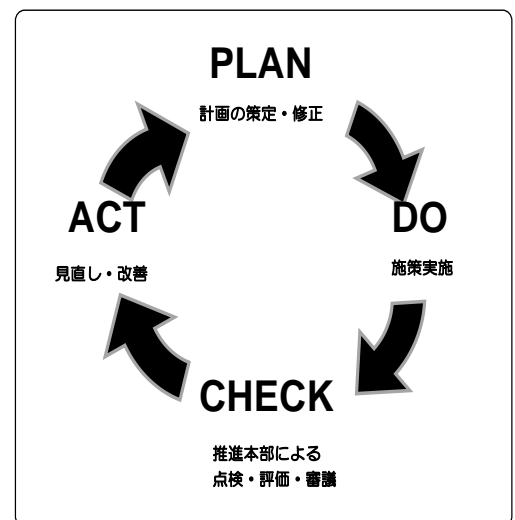 PLAN
計画の策定・修正
ACT
DO
見直し・改善
施策実施
CHECK
推進本部による
点検・評価・審議